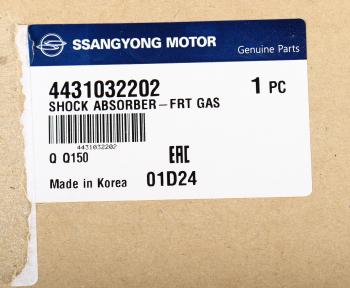 SSANGYONG MOTOR
Genuine Parts
4431032202 1 PC
SHOCK ABSORBER-FRT GAS
4431032202
Q Q150 EAC
Made in Korea 01D24